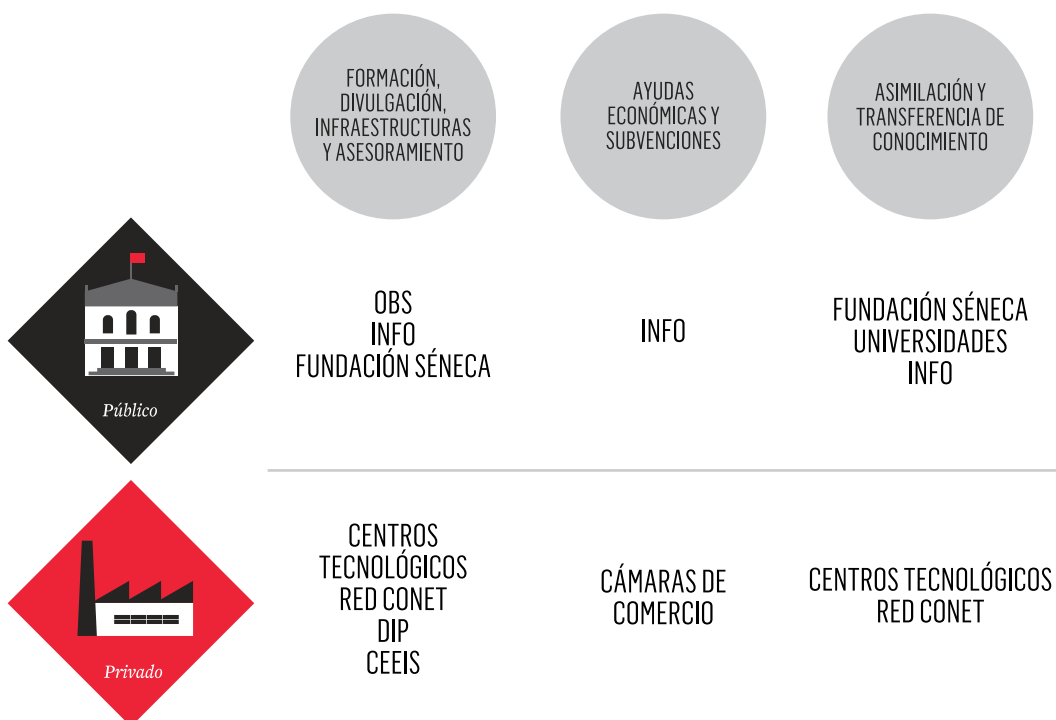 FORMACIÓN,
DIVULGACIÓN,
INFRAESTRUCTURAS
Y ASESORAMIENTO
AYUDAS
ECONÓMICAS Y
SUBVENCIONES
ASIMILACIÓN Y
TRANSFERENCIA DE
CONOCIMIENTO
Público
OBS
INFO
FUNDACIÓN SÉNECA
INFO
FUNDACIÓN SÉNECA
UNIVERSIDADES
INFO
Privado
CENTROS
TECNOLÓGICOS
RED CONET
DIP
CEEIS
CÁMARAS DE
COMERCIO
CENTROS TECNOLÓGICOS
RED CONET